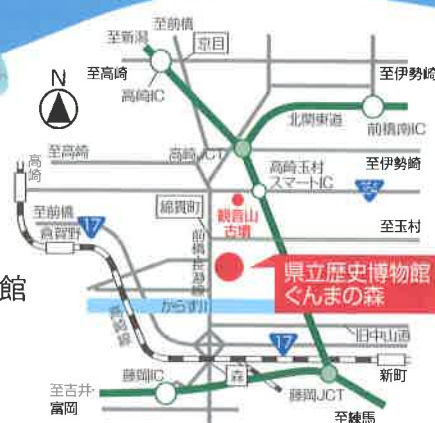 至前橋
至新潟
京目
N
至高崎
至伊勢崎
高崎IC
北関東道
前橋南IC
高崎
至高崎
高崎JCT
至伊勢崎
高崎玉村
スマートIC
354
綿貫町
観音山
古墳
至前橋
17
至玉村
倉賀野
前橋長瀞線
県立歴史博物館
ぐんまの森
館
からす川
高崎線
旧中山道
17
新町
藤岡IC
森
至吉井・
富岡
藤岡JCT
至練馬